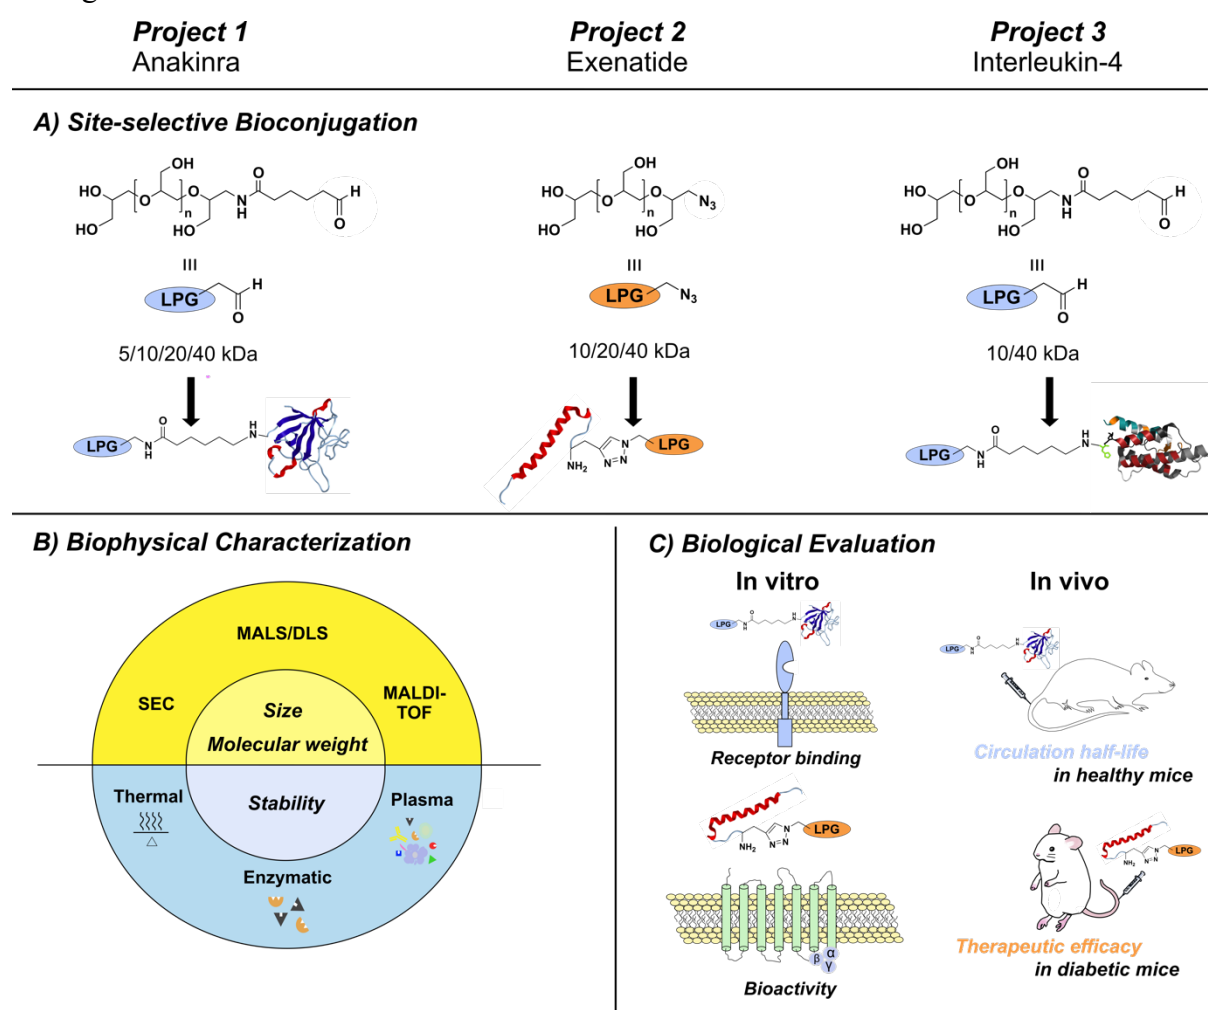 Project 1
Anakinra
Project 2
Exenatide
Project 3
Interleukin-4
A) Site-selective Bioconjugation
HO
HO
O
OH
n
O
HO
N
H
O
H
O
HO
HO
O
OH
n
O
HO
N3
HO
HO
O
OH
n
O
HO
N
H
O
H
O
LPG
H
O
LPG
N3
LPG
H
O
5/10/20/40 kDa
10/20/40 kDa
10/40 kDa
LPG
N
H
O
H
N
NH2
N
N=N
LPG
LPG
N
H
O
H
N
B) Biophysical Characterization
MALS/DLS
SEC
MALDI-
TOF
Size
Molecular weight
Stability
Thermal
Plasma
Enzymatic
C) Biological Evaluation
In vitro
In vivo
LPG
N
H
O
H
N
Receptor binding
LPG
N
H
O
H
N
Circulation half-life
in healthy mice
NH2
N
N=N
LPG
β
α
γ
Bioactivity
NH2
N
N=N
LPG
Therapeutic efficacy
in diabetic mice